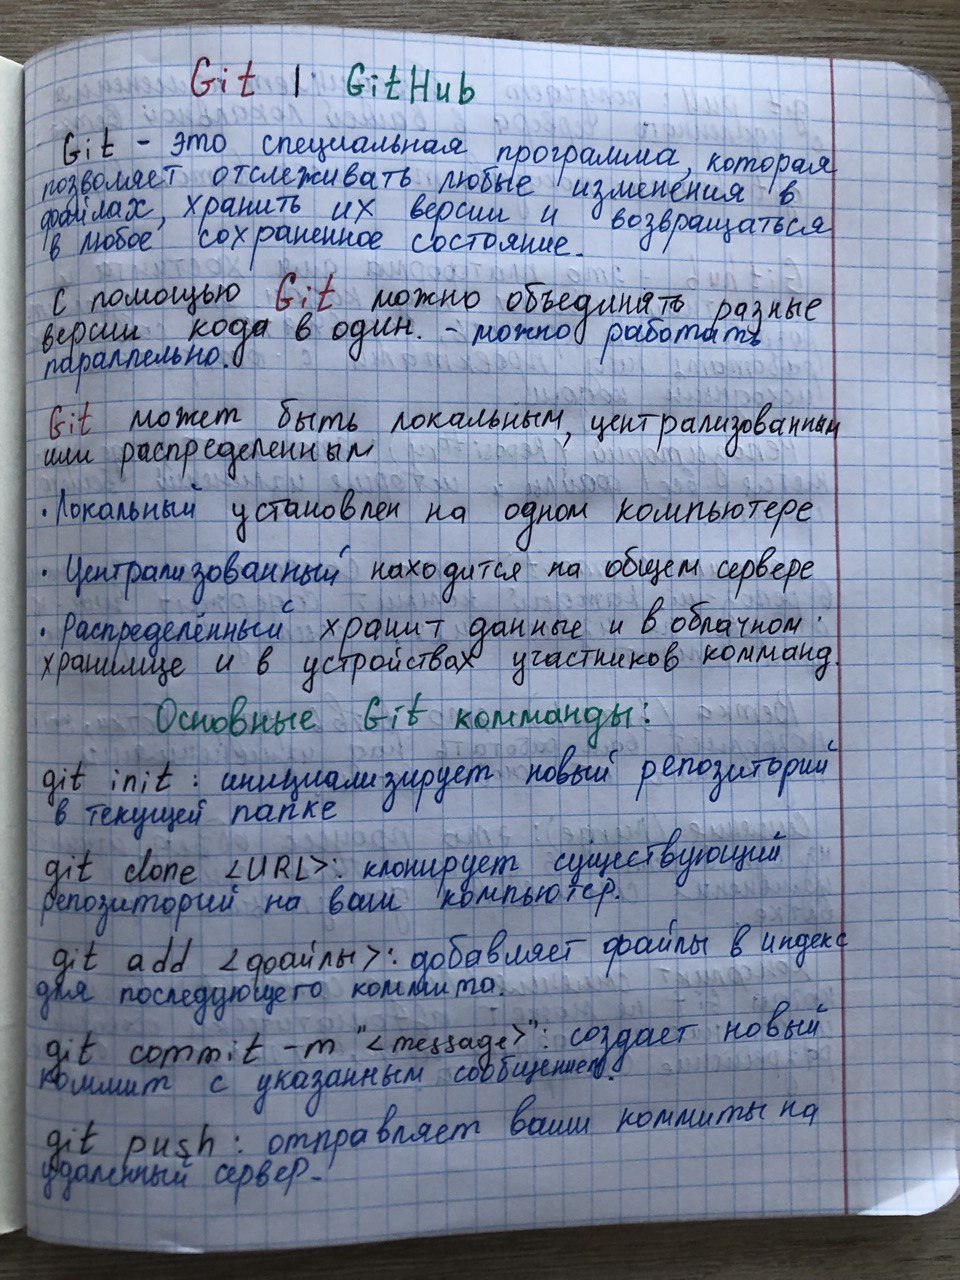 Git | GitHub
Git - это специальная программа, которая
позволяет отслеживать любые изменения в
файлах, хранить их версии и возвращаться
в любое сохраненное состояние.
С помощью Git можно объединять разные
версии кода в один. - можно работать
параллельно.
Git может быть локальным, централизованным
или распределенным
• Локальный установлен на одном компьютере
• Централизованный находится на общем сервере
• Распределённый хранит данные и в облачном
хранилище и в устройствах участников комманд.
Основные Git комманды:
git init: инициализирует новый репозиторий
в текущей папке
git clone <URL>: клонирует существующий
репозиторий на ваш компьютер.
git add <файлы>: добавляет файлы в индекс
для последующего коммита.
git commit -m "<message>": создает новый
коммит с указанным сообщением.
git push: отправляет ваши коммиты на
удаленный сервер.